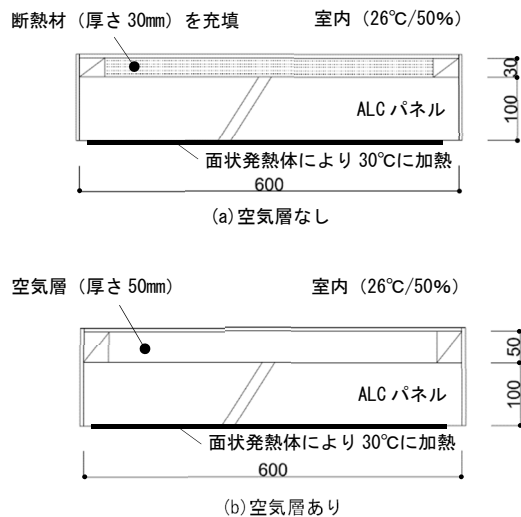 断熱材（厚さ 30mm）を充填
室内（26℃/50%）
30
100
ALC パネル
面状発熱体により 30℃に加熱
600
(a)空気層なし
空気層（厚さ 50mm）
室内（26℃/50%）
50
100
ALC パネル
面状発熱体により 30℃に加熱
600
(b)空気層あり